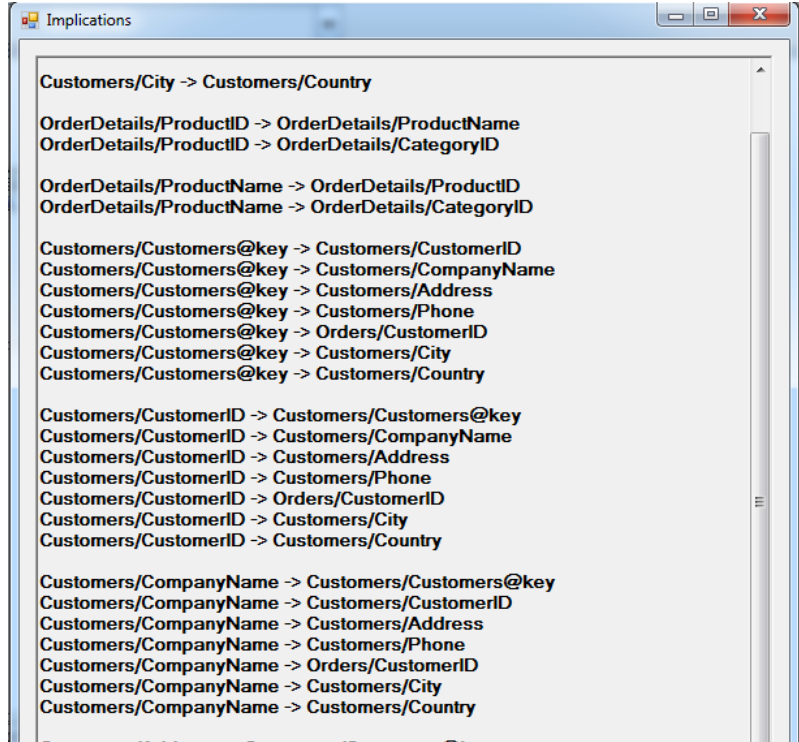 Implications
Customers/City -> Customers/Country
OrderDetails/ProductID -> OrderDetails/ProductName
OrderDetails/ProductID -> OrderDetails/CategoryID
OrderDetails/ProductName -> OrderDetails/ProductID
OrderDetails/ProductName -> OrderDetails/CategoryID
Customers/Customers@key -> Customers/CustomerID
Customers/Customers@key -> Customers/CompanyName
Customers/Customers@key -> Customers/Address
Customers/Customers@key -> Customers/Phone
Customers/Customers@key -> Orders/CustomerID
Customers/Customers@key -> Customers/City
Customers/Customers@key -> Customers/Country
Customers/CustomerID -> Customers/Customers@key
Customers/CustomerID -> Customers/CompanyName
Customers/CustomerID -> Customers/Address
Customers/CustomerID -> Customers/Phone
Customers/CustomerID -> Orders/CustomerID
Customers/CustomerID -> Customers/City
Customers/CustomerID -> Customers/Country
Customers/CompanyName -> Customers/Customers@key
Customers/CompanyName -> Customers/CustomerID
Customers/CompanyName -> Customers/Address
Customers/CompanyName -> Customers/Phone
Customers/CompanyName -> Orders/CustomerID
Customers/CompanyName -> Customers/City
Customers/CompanyName -> Customers/Country